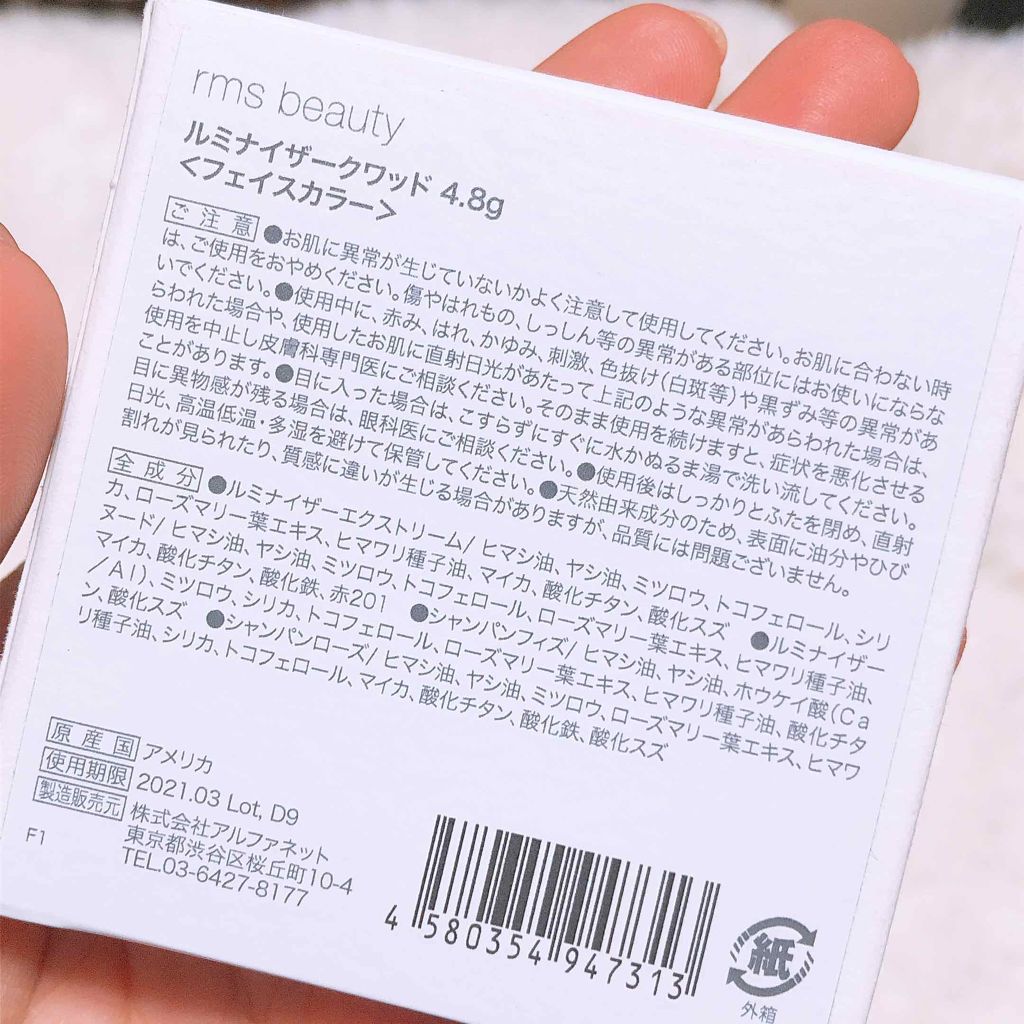 rms beauty
ルミナイザークワッド 4.8g
<フェイスカラー>
ご注意 ●お肌に異常が生じていないかよく注意して使用してください。お肌に合わない時
は、ご使用をおやめください。傷やはれもの、しっしん等の異常がある部位にはお使いにならな
いでください。●使用中に、赤み、はれ、かゆみ、刺激、色抜け(白斑等)や黒ずみ等の異常があ
らわれた場合や、使用したお肌に直射日光があたって上記のような異常があらわれた場合は、
使用を中止し皮膚科専門医にご相談ください。そのまま使用を続けますと、症状を悪化させる
ことがあります。●目に入った場合は、こすらずにすぐに水かぬるま湯で洗い流してください。
目に異物感が残る場合は、眼科医にご相談ください。●使用後はしっかりとふたを閉め、直射
日光、高温低温・多湿を避けて保管してください。●天然由来成分のため、表面に油分やひび
割れが見られたり、質感に違いが生じる場合がありますが、品質には問題ございません。
全成分 ●ルミナイザーエクストリーム/ ヒマシ油、ヤシ油、ミツロウ、トコフェロール、シリ
カ、ローズマリー葉エキス、ヒマワリ種子油、マイカ、酸化チタン、酸化スズ ●ルミナイザー
ヌード/ ヒマシ油、ヤシ油、ミツロウ、トコフェロール、ローズマリー葉エキス、ヒマワリ種子油、
マイカ、酸化チタン、酸化鉄、赤201 ●シャンパンフィズ/ ヒマシ油、ヤシ油、ホウケイ酸(Ca
/Al)、ミツロウ、シリカ、トコフェロール、ローズマリー葉エキス、ヒマワリ種子油、酸化チタ
ン、酸化スズ ●シャンパンローズ/ ヒマシ油、ヤシ油、ミツロウ、ローズマリー葉エキス、ヒマワ
リ種子油、シリカ、トコフェロール、マイカ、酸化チタン、酸化鉄、酸化スズ
原産国 アメリカ
使用期限 2021.03 Lot, D9
製造販売元 株式会社アルファネット
東京都渋谷区桜丘町10-4
TEL.03-6427-8177
F1
4 580354 947313
紙
外箱